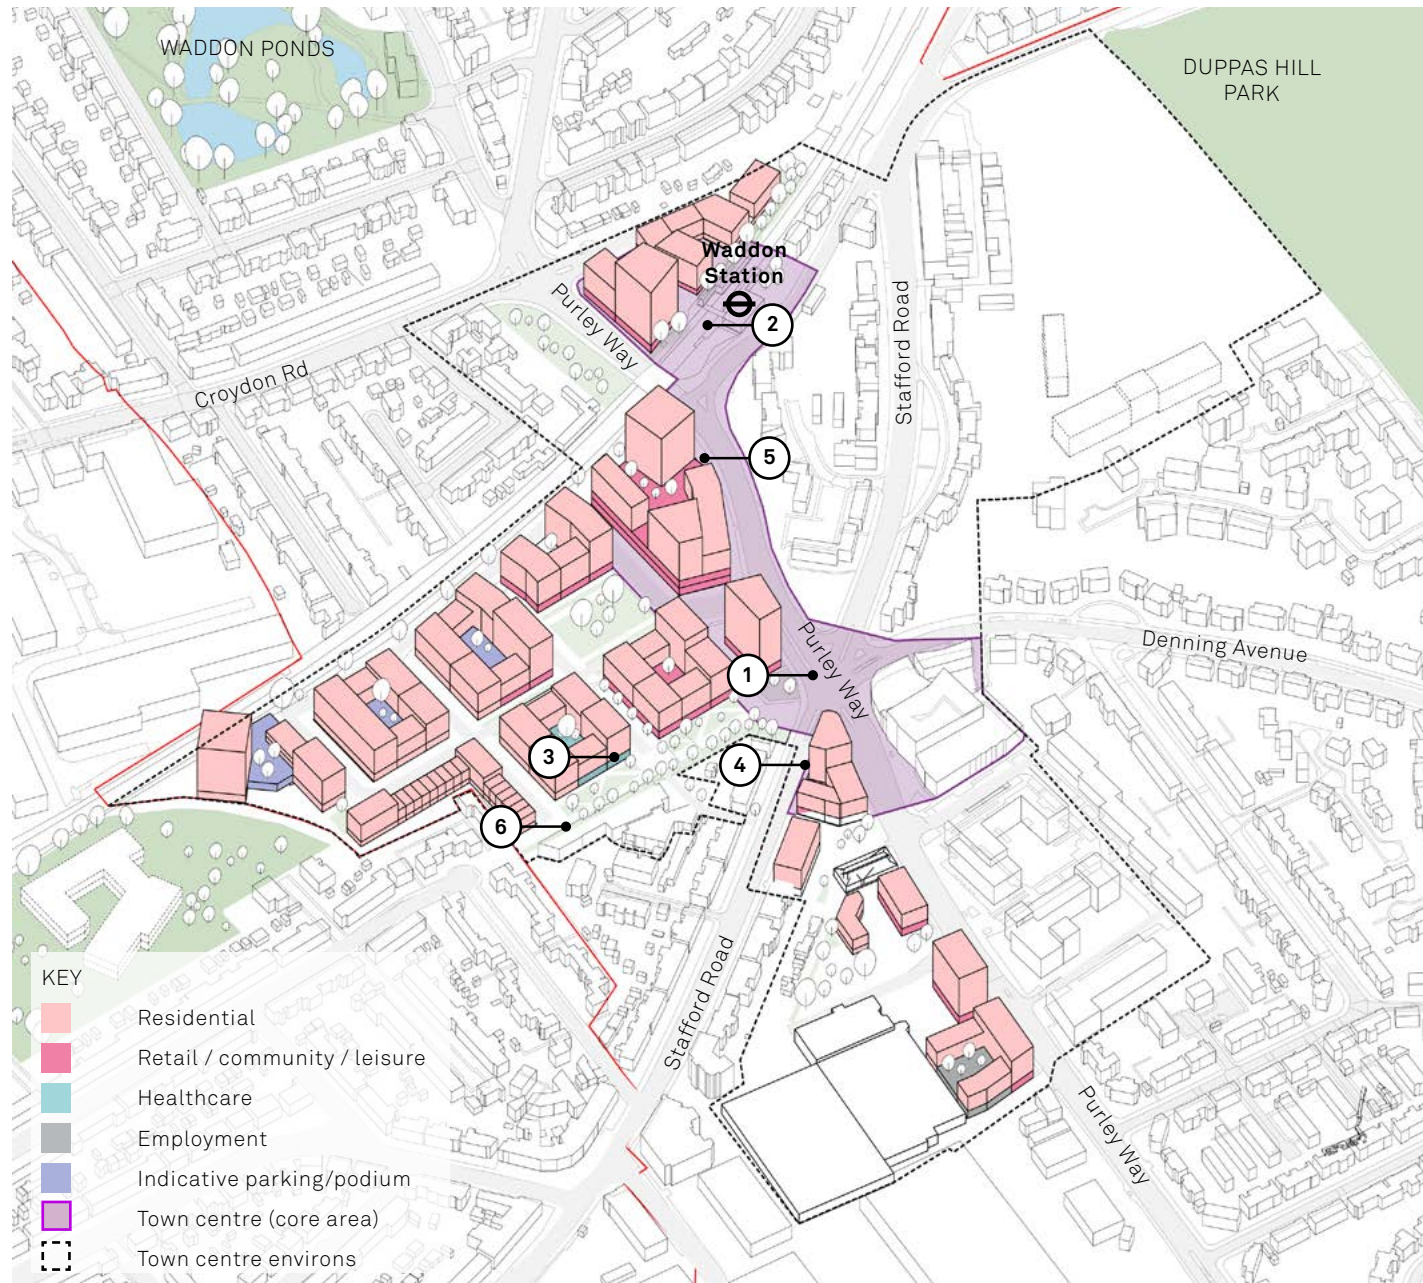 WADDON PONDS
DUPPAS HILL
PARK
Waddon
Station
2
Purley Way
Stafford Road
Croydon Rd
5
Denning Avenue
1
Purley Way
3
4
6
Stafford Road
Purley Way
KEY
Residential
Retail / community / leisure
Healthcare
Employment
Indicative parking/podium
Town centre (core area)
Town centre environs